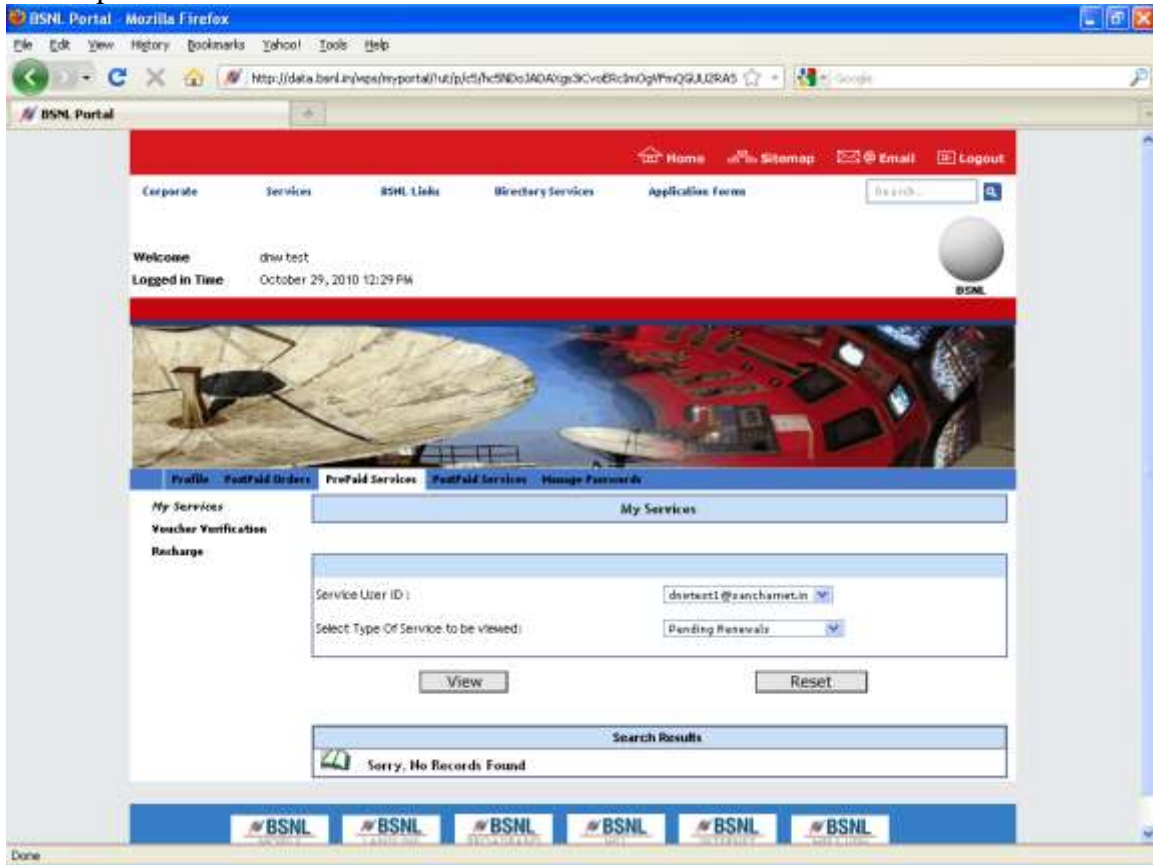 BSNL Portal - Mozilla Firefox
File Edit View History Bookmarks Yahoo! Tools Help
Google
BSNL Portal
Home Sitemap @ Email Logout
Corporate Services BSNL Links Directory Services Application Forms Search...
Welcome dnw test
Logged in Time October 29, 2010 12:29 PM
BSNL
Profile PostPaid Orders PrePaid Services PostPaid Services Manage Passwords
My Services
My Services
Voucher Verification
Recharge
Service User ID : dnwtest1@sancharnet.in
Select Type Of Service to be viewed: Pending Renewals
View Reset
Search Results
Sorry, No Records Found
BSNL BSNL BSNL BSNL BSNL BSNL
Done